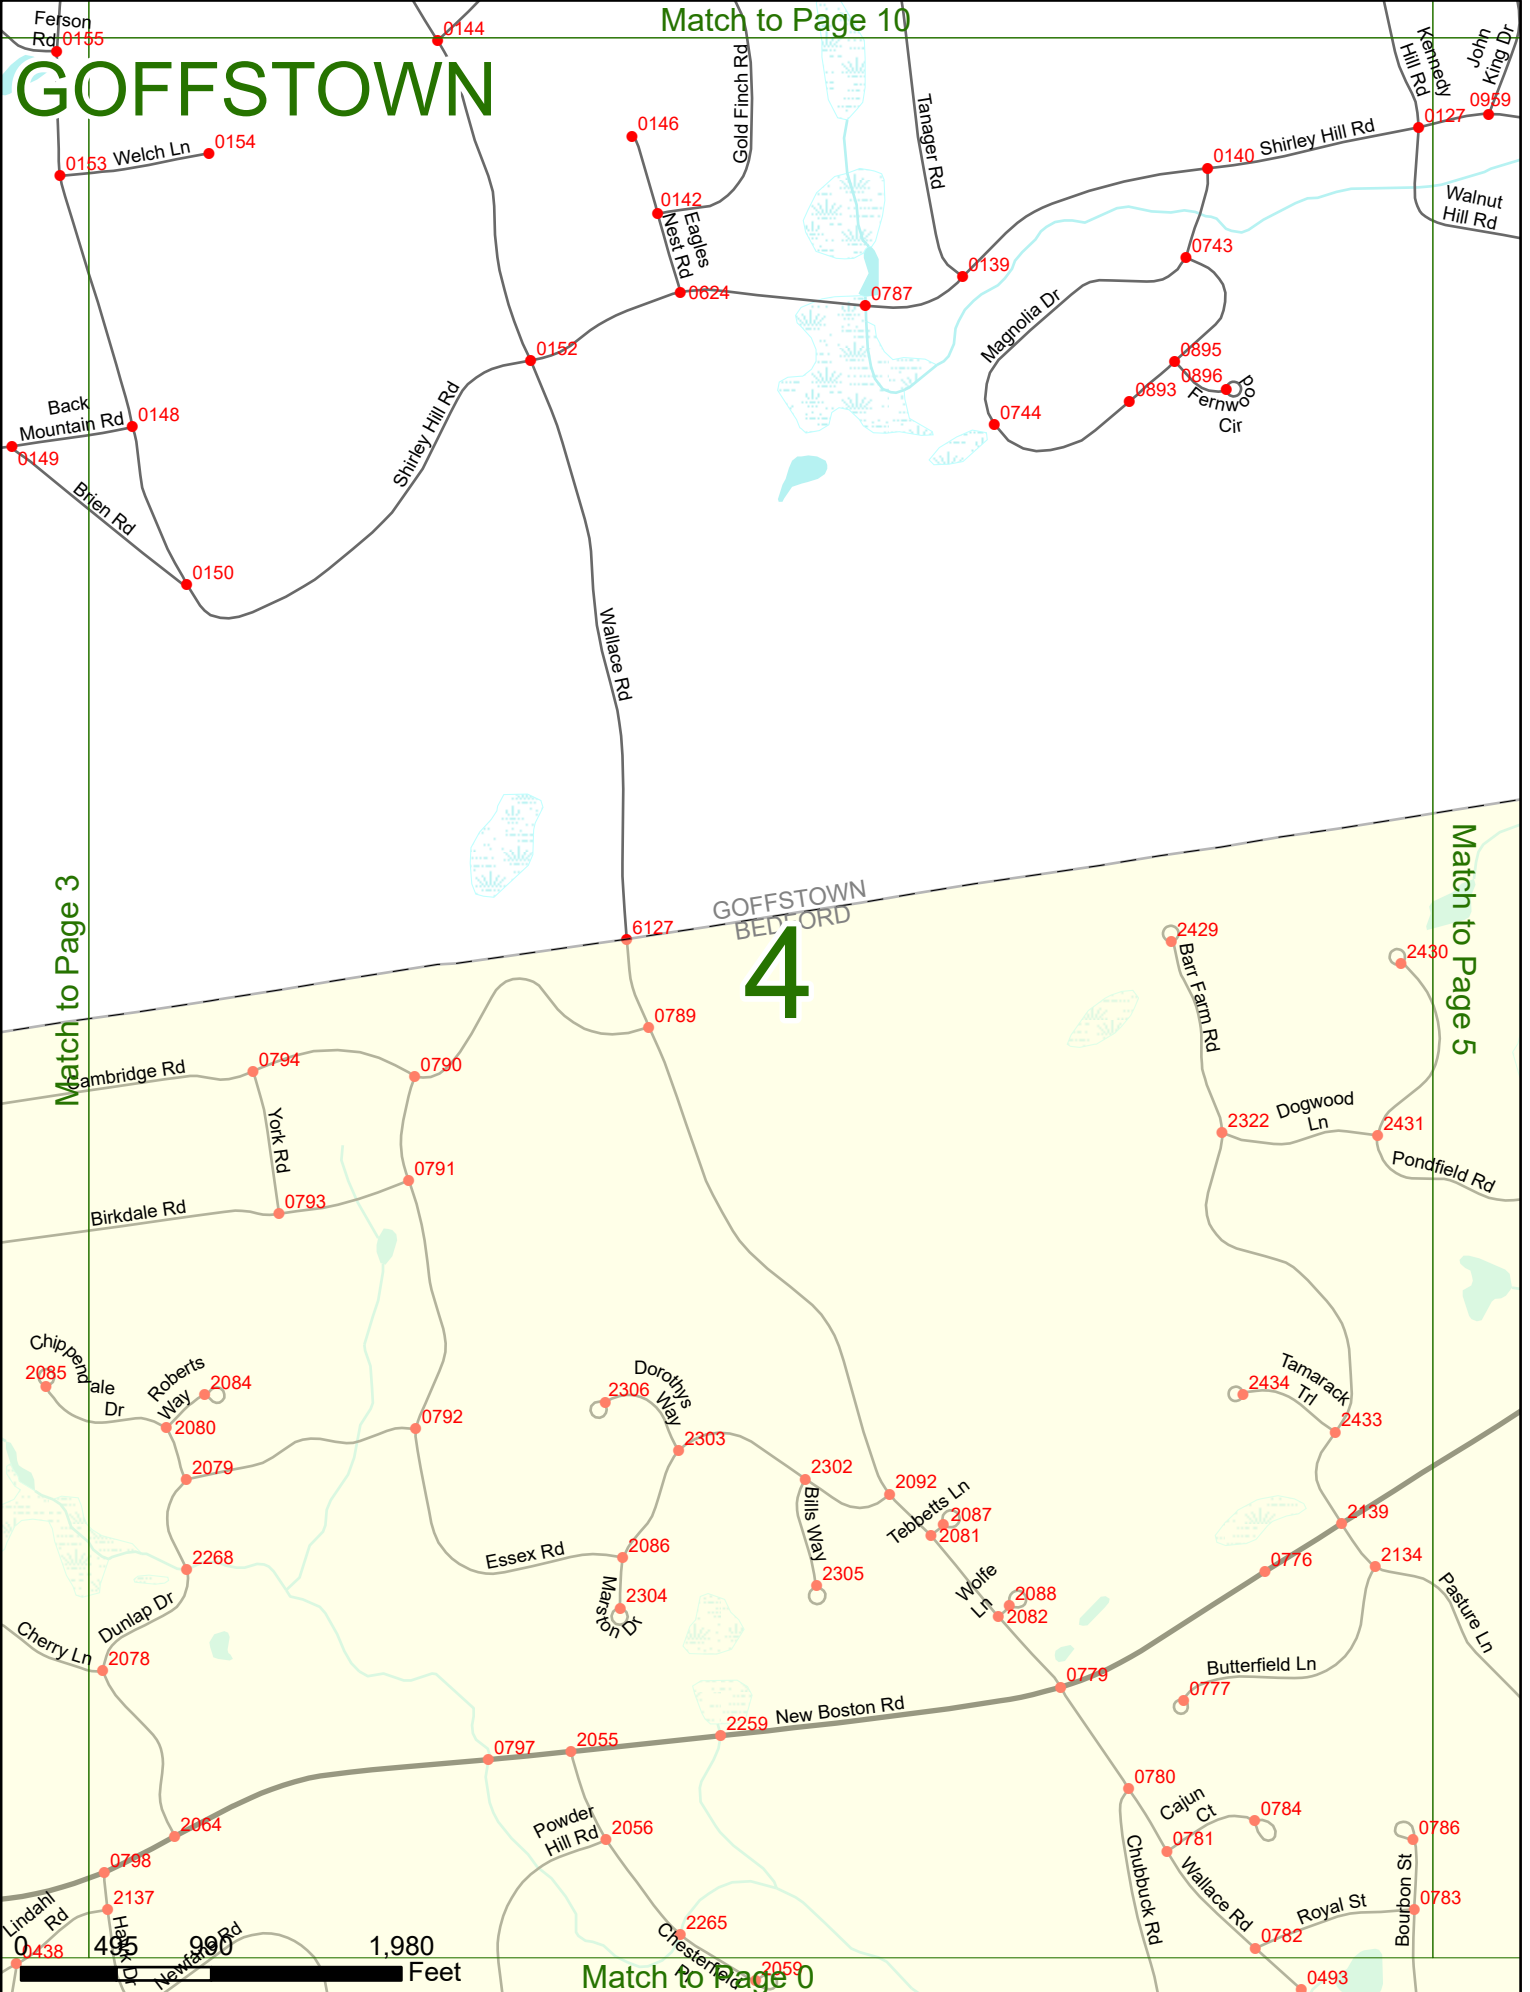 Match to Page 10
Ferson
Rd
0155
0144
GOFFSTOWN
Gold Finch Rd
Tanager Rd
Kennedy
Hill Rd
John
King Dr
0959
0127
0146
0154
Welch Ln
0153
Shirley Hill Rd
0140
0142
Eagles
Nest Rd
Walnut
Hill Rd
0743
0139
0624
0787
Magnolia Dr
0152
0895
0896
0893
Fernwood
Cir
0744
Back
Mountain Rd
0148
0149
Shirley Hill Rd
Brien Rd
0150
Wallace Rd
Match to Page 3
Match to Page 5
GOFFSTOWN
BEDFORD
6127
4
2429
2430
Barr Farm Rd
0789
Cambridge Rd
0794
0790
York Rd
Dogwood
Ln
2322
2431
Pondfield Rd
0791
0793
Birkdale Rd
Chippendale
Dr
2085
Roberts
Way
2084
2080
Dorothys
Way
2306
2303
Tamarack
Trl
2434
2433
0792
2079
2302
2092
Bills Way
Tebbetts Ln
2087
2081
2139
2134
0776
2268
Essex Rd
2086
2304
Marston
Dr
2305
Wolfe
Ln
2088
2082
Pasture Ln
Dunlap Dr
Cherry Ln
2078
Butterfield Ln
0777
0779
New Boston Rd
2259
2055
0797
0780
Cajun
Ct
0784
0781
0786
Powder
Hill Rd
2056
2064
0798
2137
Lindahl
Rd
Hawk Dr
Newfane Rd
Chubbuck Rd
Wallace Rd
Royal St
Bourbon St
0783
0782
2265
Chesterfield
2059
0438
0493
0 495 990 1,980
Feet
Match to Page 0